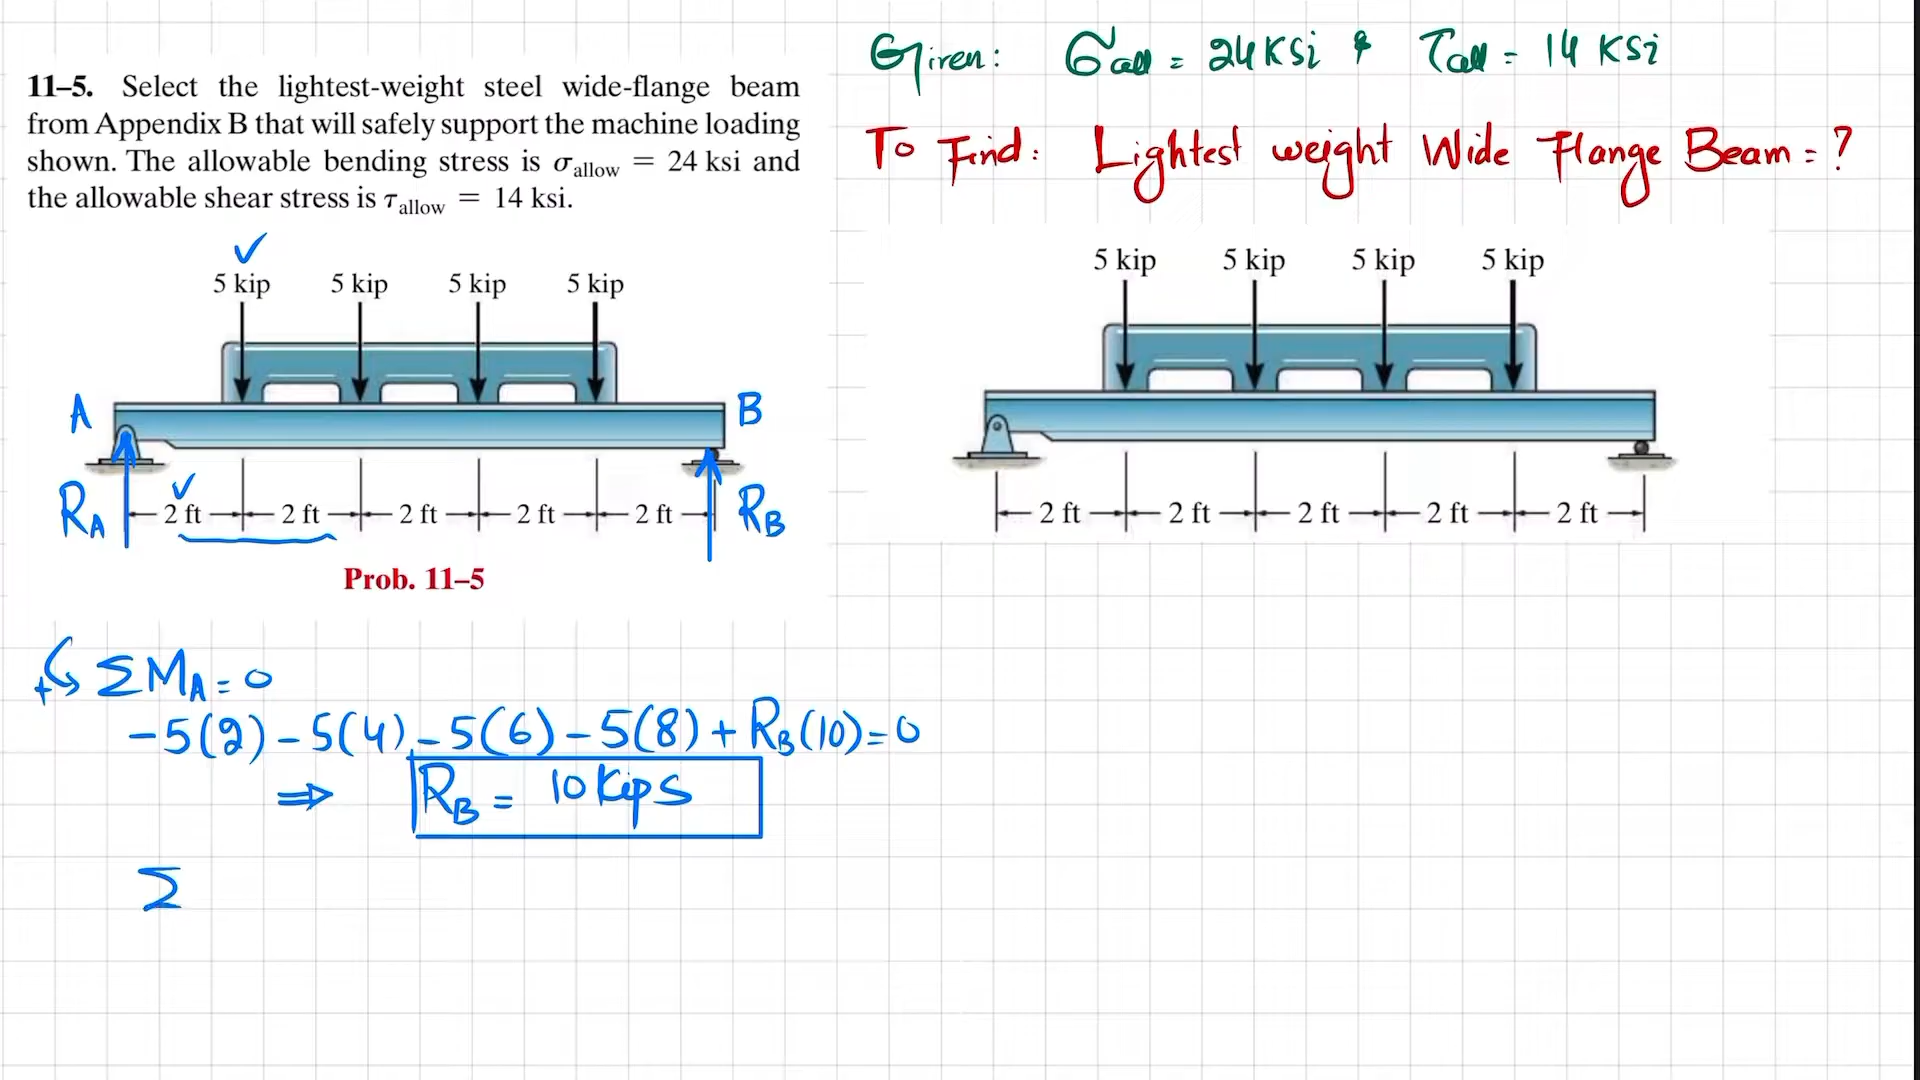 11–5. Select the lightest-weight steel wide-flange beam
from Appendix B that will safely support the machine loading
shown. The allowable bending stress is σallow = 24 ksi and
the allowable shear stress is τallow = 14 ksi.
✓
5 kip 5 kip 5 kip 5 kip
A B
RA RB
✓
2 ft 2 ft 2 ft 2 ft 2 ft
Prob. 11–5
+ ΣMA = 0
-5(2) - 5(4) - 5(6) - 5(8) + RB(10) = 0
⇒ RB = 10 Kips
Σ
Given: σall = 24 KSi & τall = 14 KSi
To Find: Lightest weight Wide Flange Beam = ?
5 kip 5 kip 5 kip 5 kip
2 ft 2 ft 2 ft 2 ft 2 ft